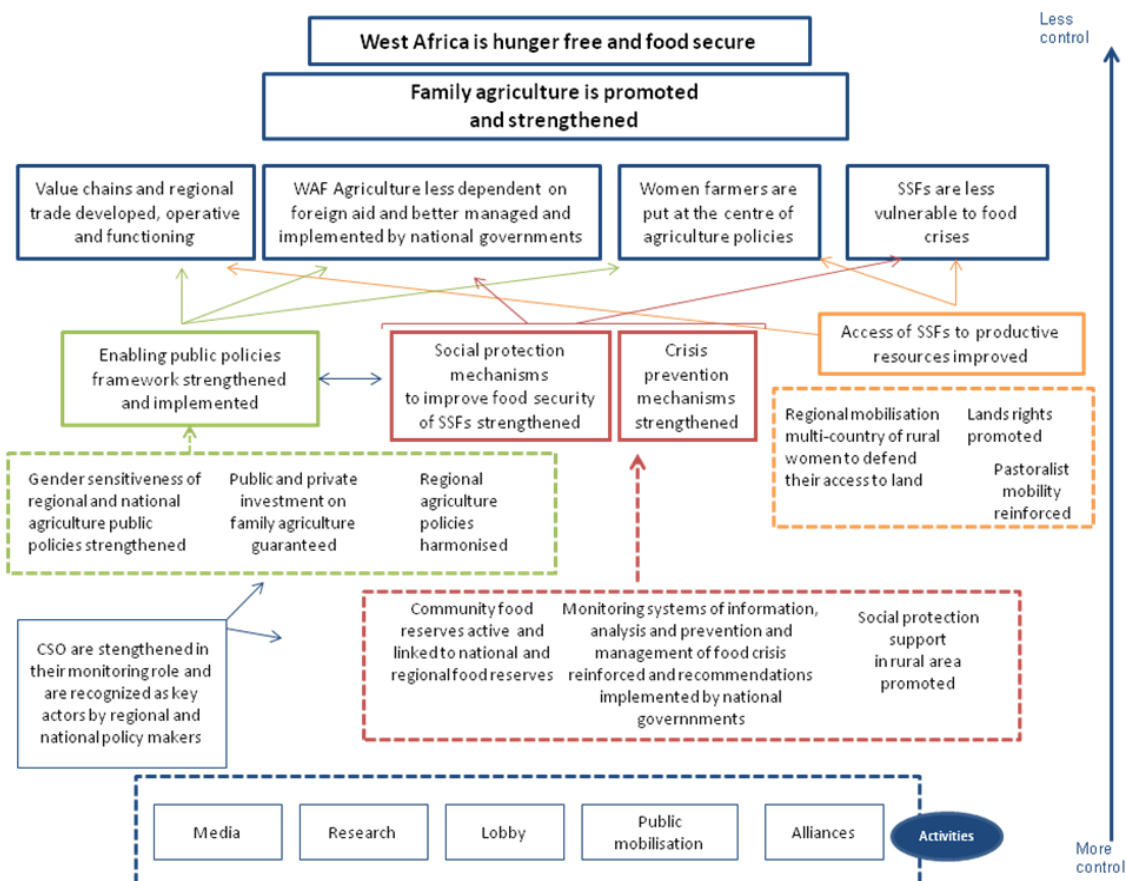 Less
control
West Africa is hunger free and food secure
Family agriculture is promoted
and strengthened
Value chains and regional
trade developed, operative
and functioning
WAF Agriculture less dependent on
foreign aid and better managed and
implemented by national governments
Women farmers are
put at the centre of
agriculture policies
SSFs are less
vulnerable to food
crises
Enabling public policies
framework strengthened
and implemented
Social protection
mechanisms
to improve food security
of SSFs strengthened
Crisis
prevention
mechanisms
strengthened
Access of SSFs to productive
resources improved
Regional mobilisation
multi-country of rural
women to defend
their access to land
Lands rights
promoted
Pastoralist
mobility
reinforced
Gender sensitiveness of
regional and national
agriculture public
policies strengthened
Public and private
investment on
family agriculture
guaranteed
Regional
agriculture
policies
harmonised
CSO are stengthened in
their monitoring role and
are recognized as key
actors by regional and
national policy makers
Community food
reserves active and
linked to national and
regional food reserves
Monitoring systems of information,
analysis and prevention and
management of food crisis
reinforced and recommendations
implemented by national
governnments
Social protection
support
in rural area
promoted
Media
Research
Lobby
Public
mobilisation
Alliances
Activities
More
control